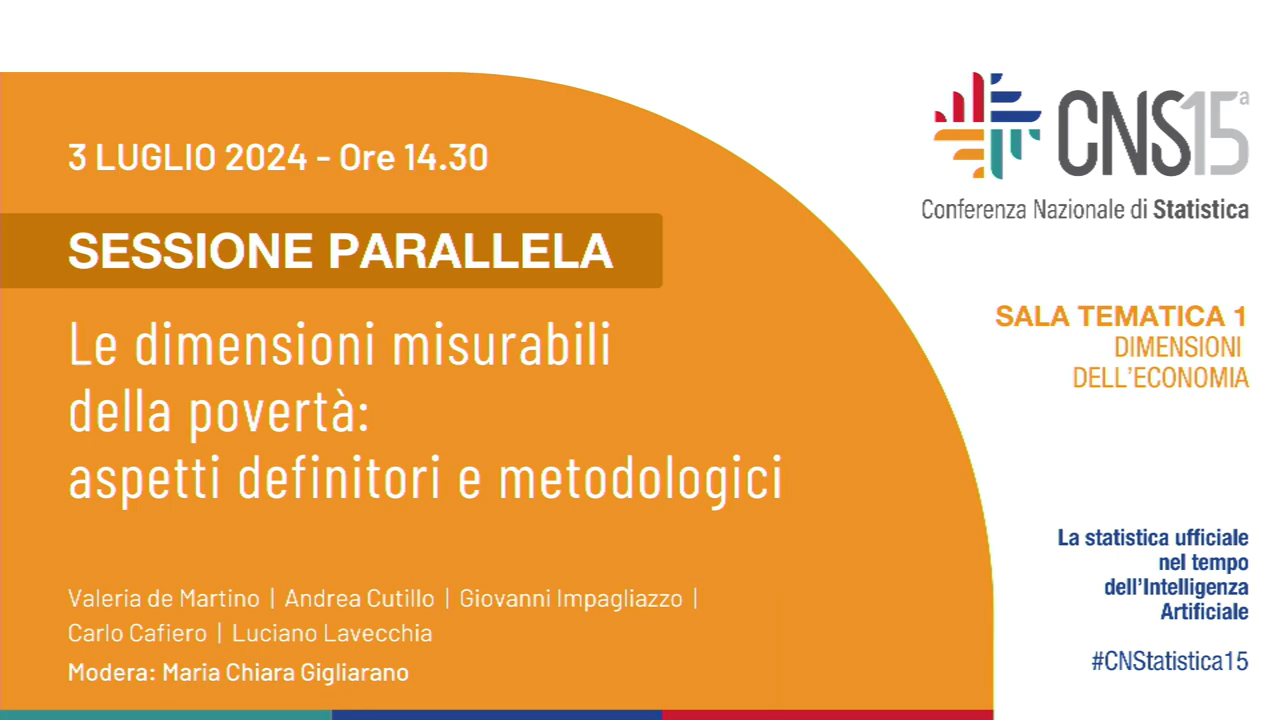 3 LUGLIO 2024 - Ore 14.30
SESSIONE PARALLELA
Le dimensioni misurabili
della povertà:
aspetti definitori e metodologici
Valeria de Martino | Andrea Cutillo | Giovanni Impagliazzo |
Carlo Cafiero | Luciano Lavecchia
Modera: Maria Chiara Gigliarano
CNS15ª
Conferenza Nazionale di Statistica
SALA TEMATICA 1
DIMENSIONI
DELL'ECONOMIA
La statistica ufficiale
nel tempo
dell'Intelligenza
Artificiale
#CNStatistica15